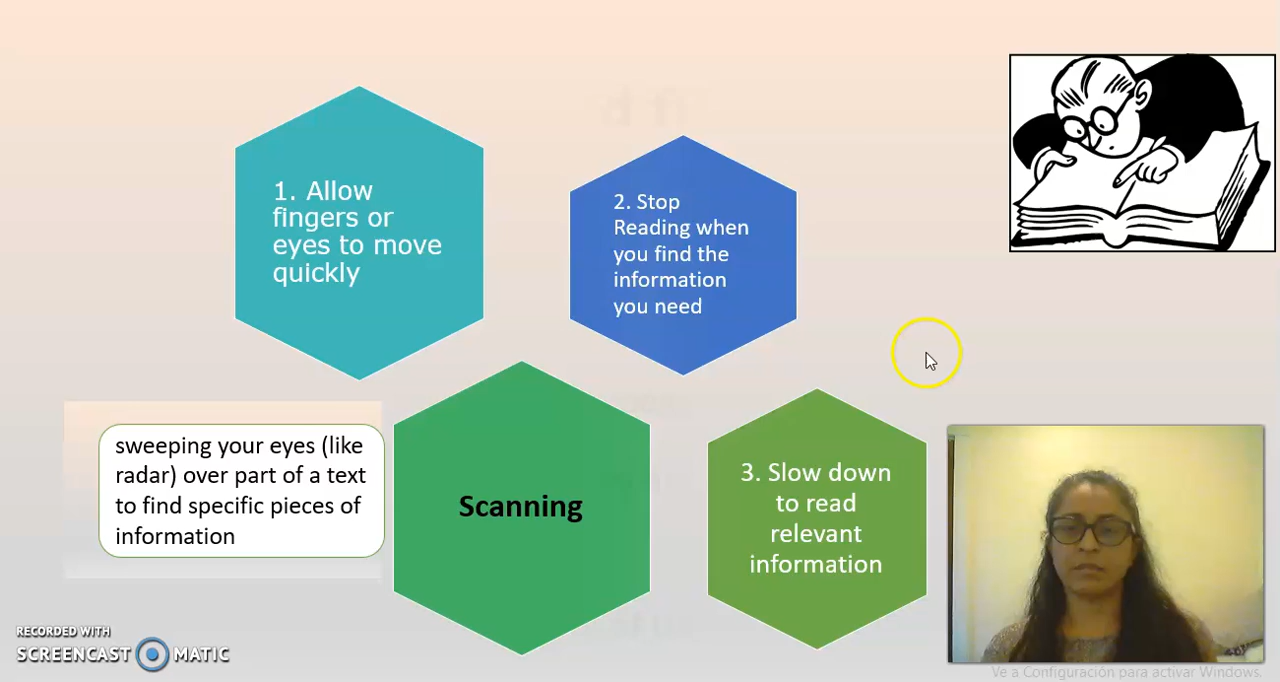 1. Allow
fingers or
eyes to move
quickly
2. Stop
Reading when
you find the
information
you need
sweeping your eyes (like
radar) over part of a text
to find specific pieces of
information
Scanning
3. Slow down
to read
relevant
information
RECORDED WITH
SCREENCAST MATIC
Ve a Configuración para activar Windows.